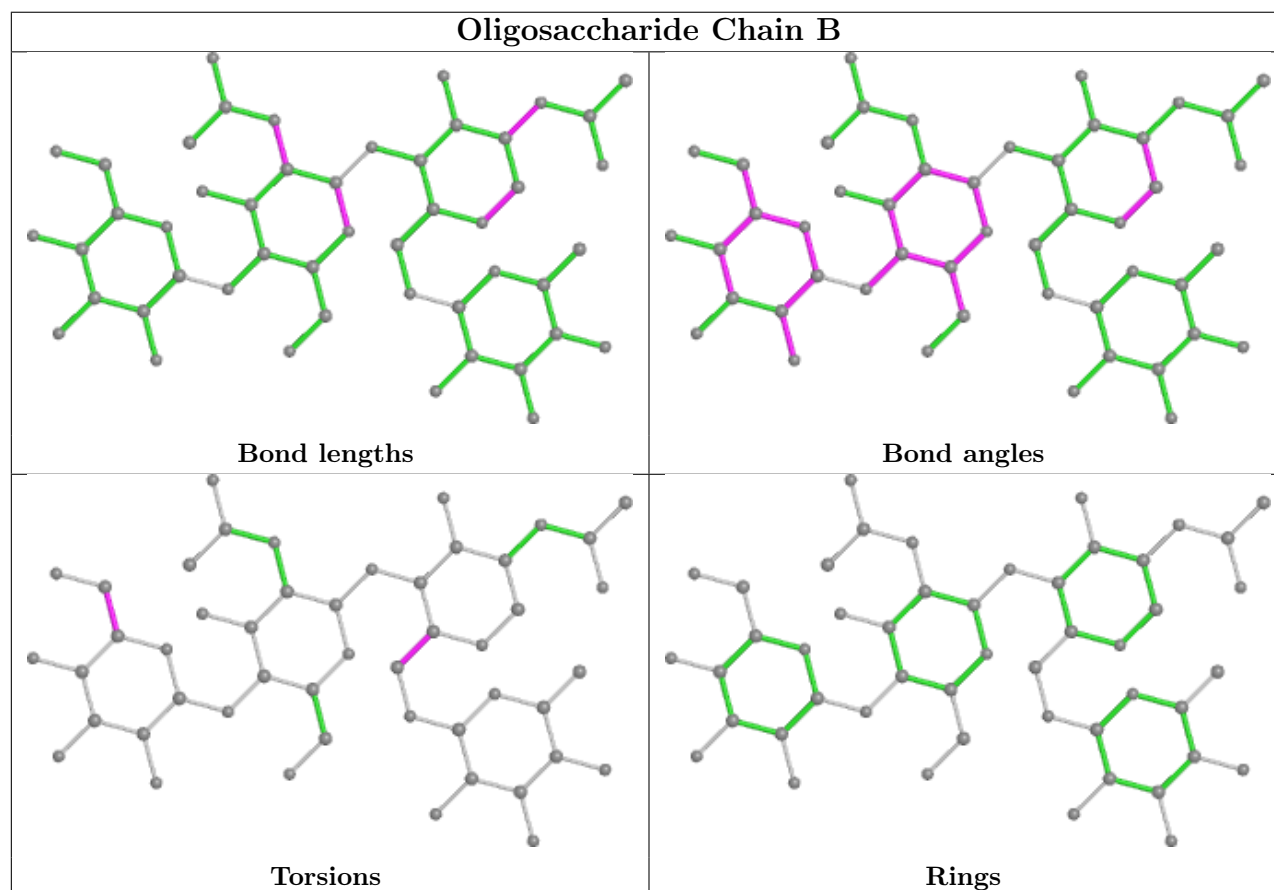 Oligosaccharide Chain B
Bond lengths
Bond angles
Torsions
Rings